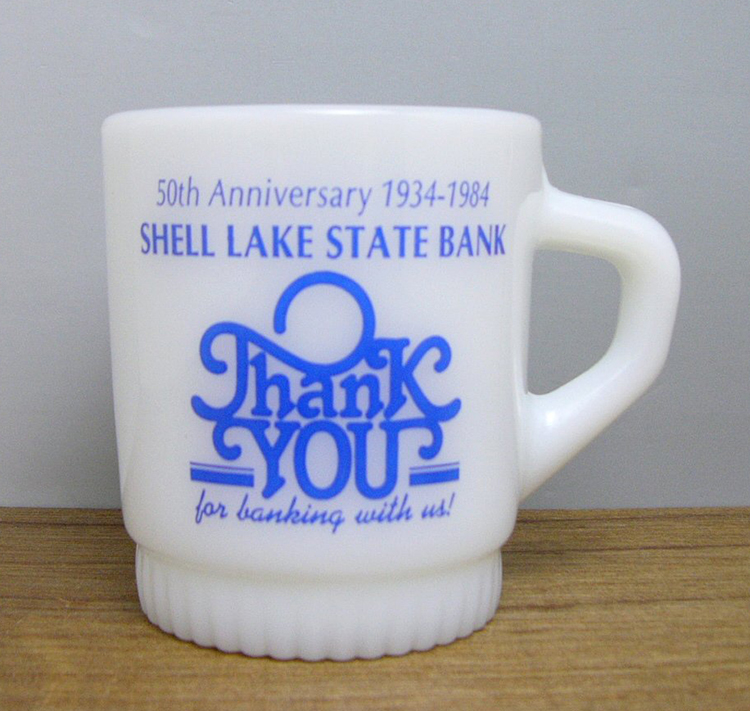 50th Anniversary 1934-1984
SHELL LAKE STATE BANK
Thank
YOU
for banking with us!